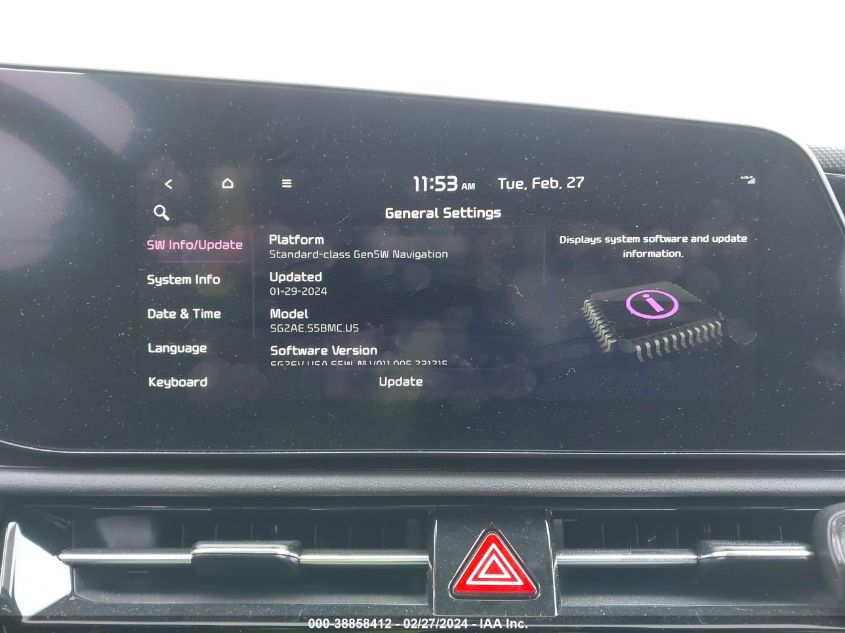 11:53 AM Tue, Feb. 27
General Settings
SW Info/Update
System Info
Date & Time
Language
Keyboard
Platform
Standard-class Gen5W Navigation
Updated
01-29-2024
Model
SG2AE.S5BMC.US
Software Version
Update
Displays system software and update
information.
000-38858412 - 02/27/2024 - IAA Inc.